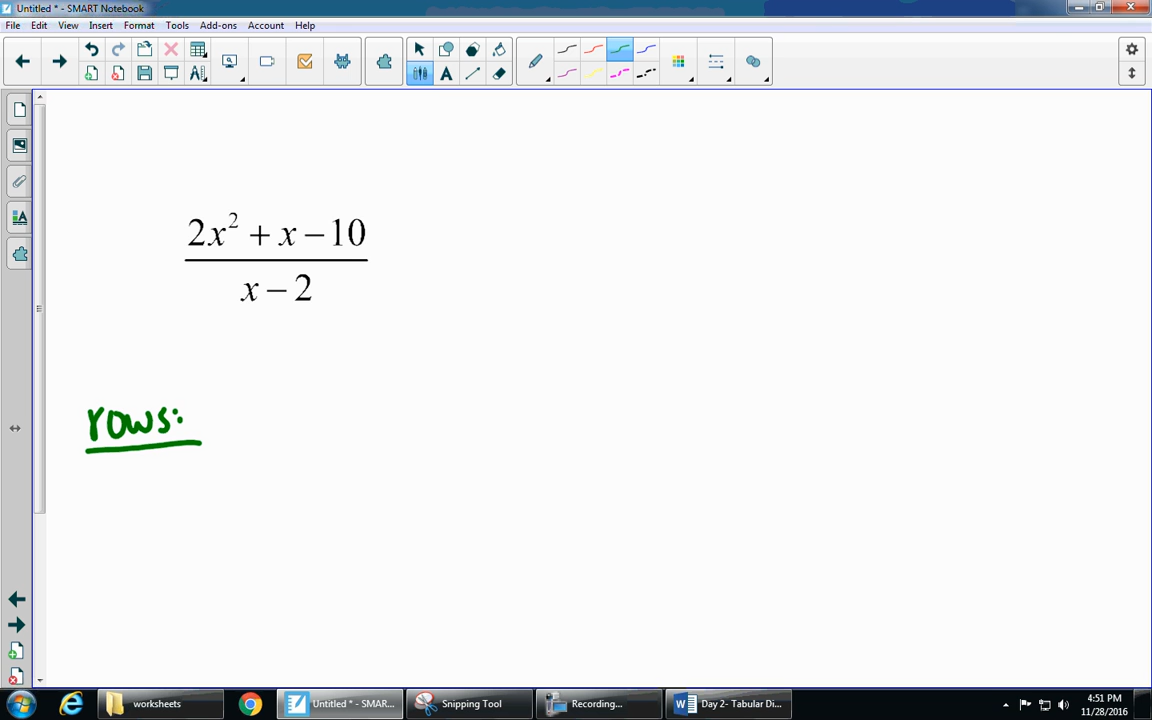 Untitled * - SMART Notebook
File Edit View Insert Format Tools Add-ons Account Help
2x² + x − 10
x − 2
rows:
worksheets
Untitled * - SMAR...
Snipping Tool
Recording...
Day 2- Tabular Di...
4:51 PM
11/28/2016